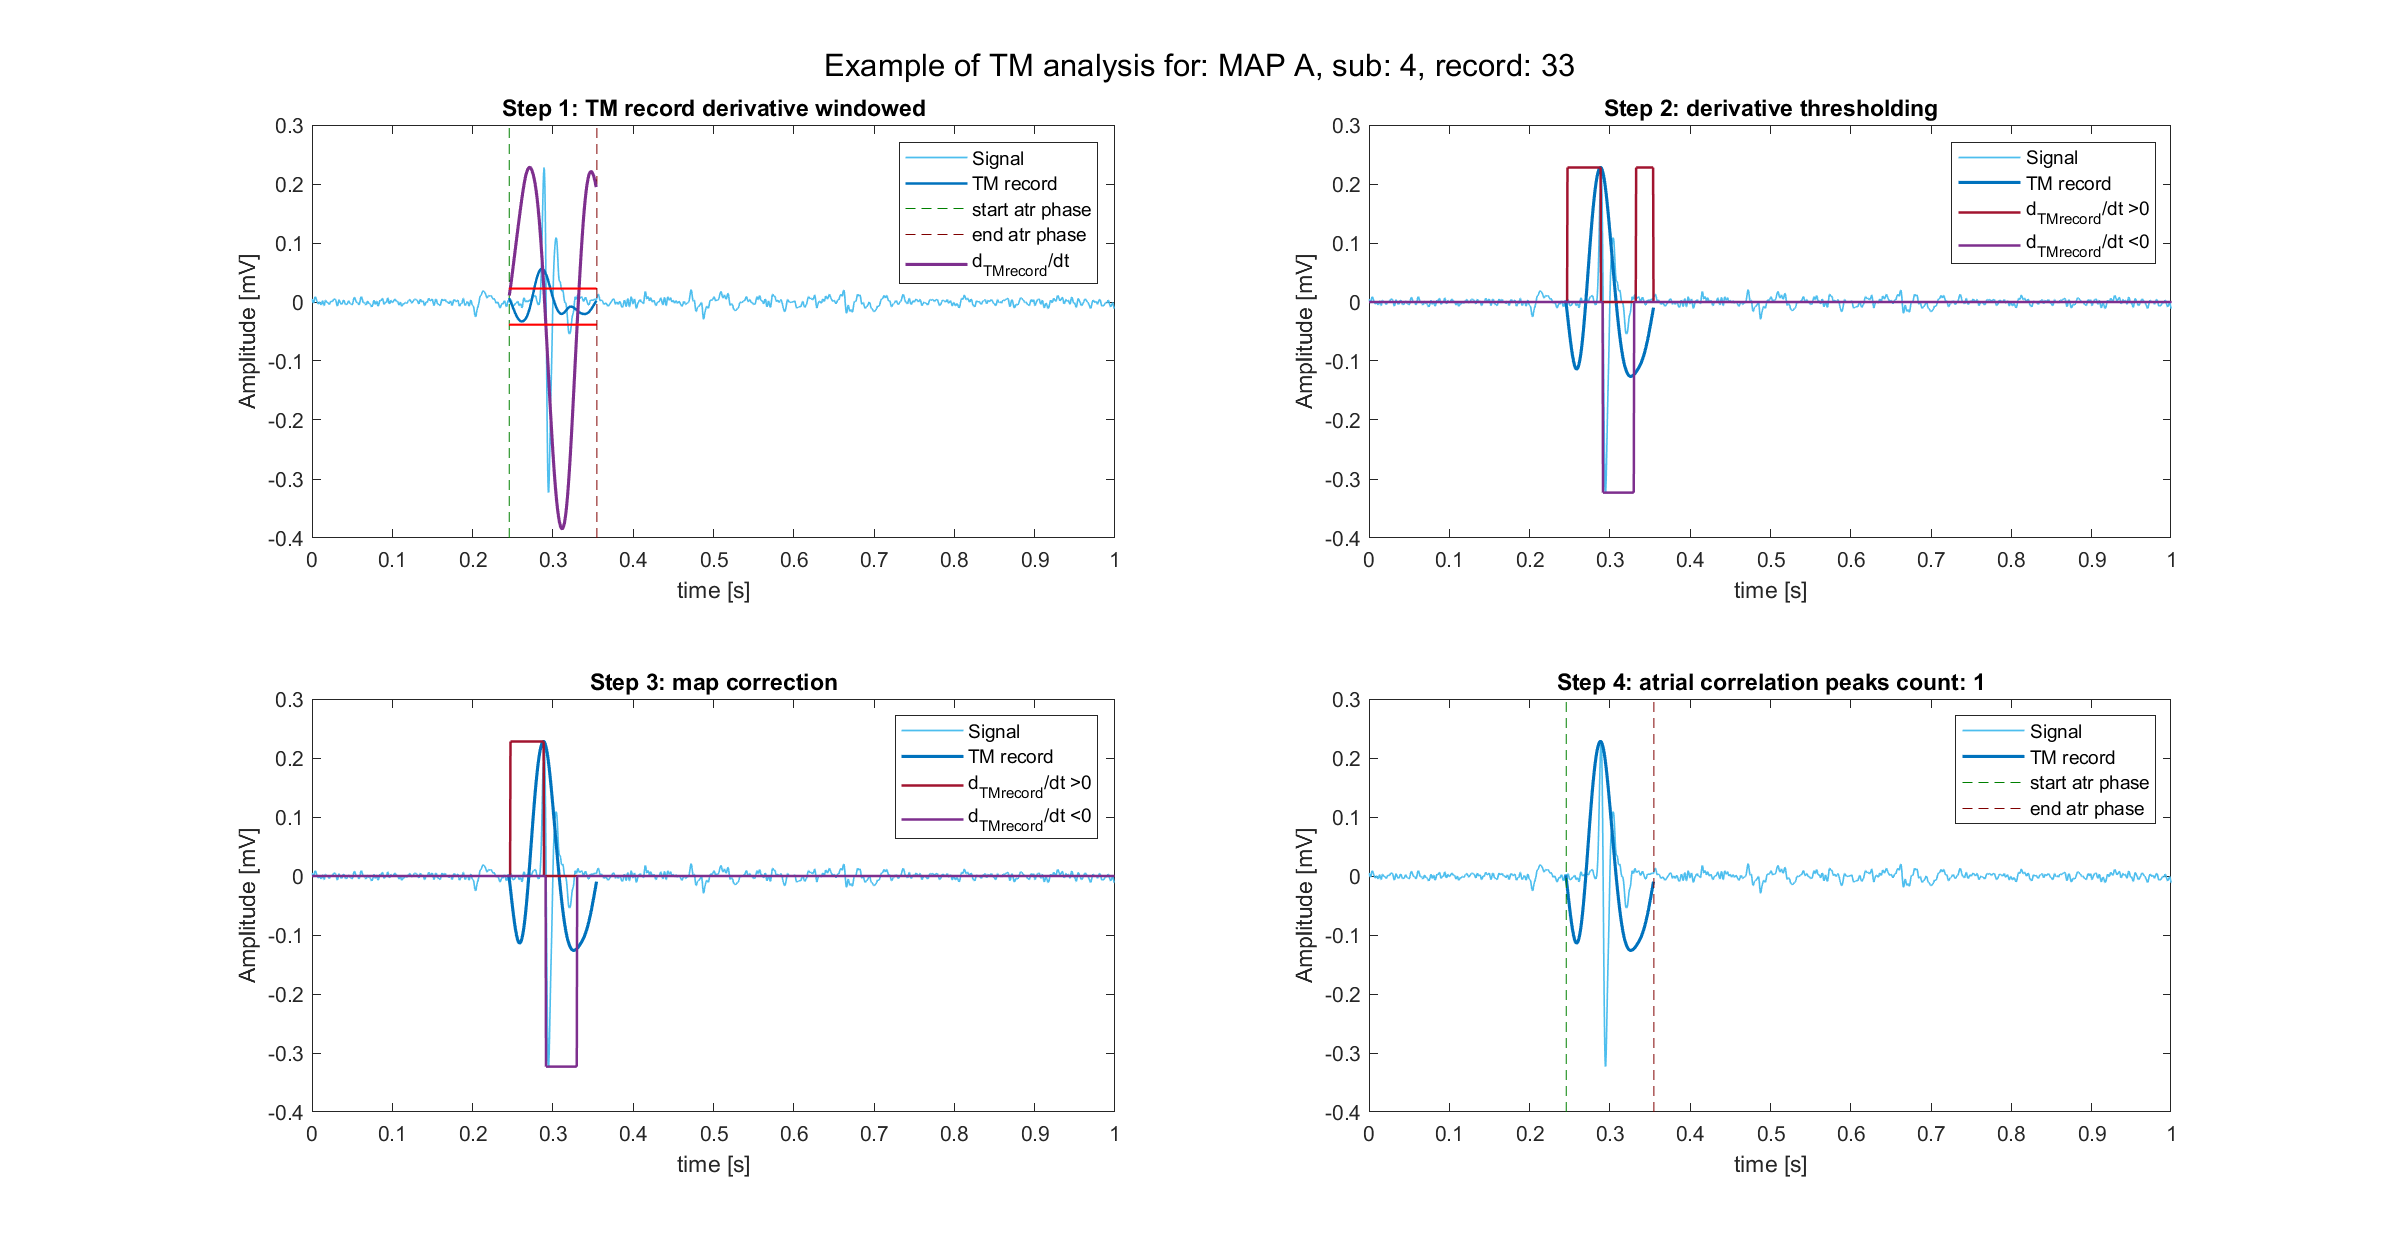 Example of TM analysis for: MAP A, sub: 4, record: 33
Step 1: TM record derivative windowed
0.3
0.2
0.1
0
-0.1
-0.2
-0.3
-0.4
Amplitude [mV]
0 0.1 0.2 0.3 0.4 0.5 0.6 0.7 0.8 0.9 1
time [s]
Signal
TM record
start atr phase
end atr phase
dTMrecord/dt
Step 2: derivative thresholding
0.3
0.2
0.1
0
-0.1
-0.2
-0.3
-0.4
Amplitude [mV]
0 0.1 0.2 0.3 0.4 0.5 0.6 0.7 0.8 0.9 1
time [s]
Signal
TM record
dTMrecord/dt >0
dTMrecord/dt <0
Step 3: map correction
0.3
0.2
0.1
0
-0.1
-0.2
-0.3
-0.4
Amplitude [mV]
0 0.1 0.2 0.3 0.4 0.5 0.6 0.7 0.8 0.9 1
time [s]
Signal
TM record
dTMrecord/dt >0
dTMrecord/dt <0
Step 4: atrial correlation peaks count: 1
0.3
0.2
0.1
0
-0.1
-0.2
-0.3
-0.4
Amplitude [mV]
0 0.1 0.2 0.3 0.4 0.5 0.6 0.7 0.8 0.9 1
time [s]
Signal
TM record
start atr phase
end atr phase